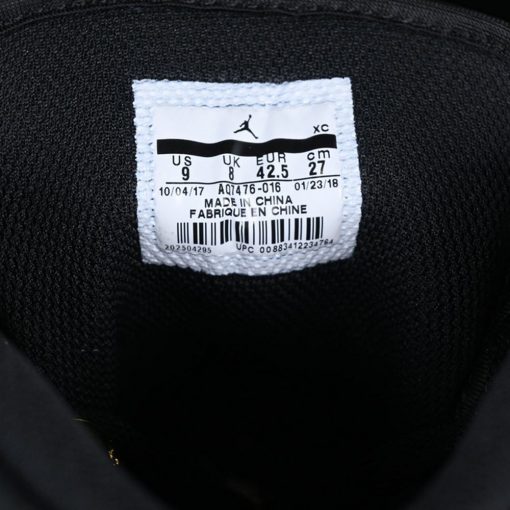 XC
US UK EUR cm
9 8 42.5 27
10/04/17 AQ7476-016 01/23/18
MADE IN CHINA
FABRIQUE EN CHINE
202504295 UPC 00883412234764